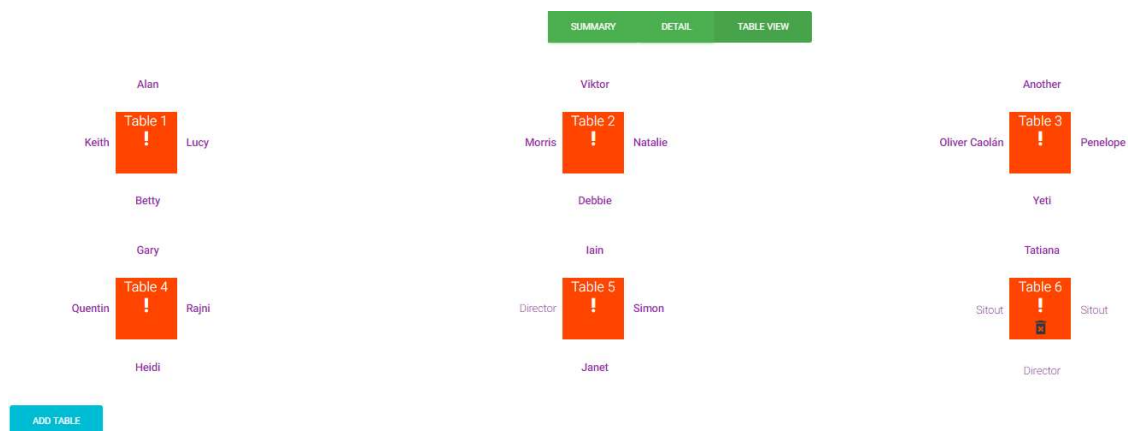 SUMMARY DETAIL TABLE VIEW
Alan Viktor Another
Table 1 Table 2 Table 3
Keith ! Lucy Morris ! Natalie Oliver Caolán ! Penelope
Betty Debbie Yeti
Gary Iain Tatiana
Table 4 Table 5 Table 6
Quentin ! Rajni Director ! Simon Sitout ! Sitout
Heidi Janet Director
ADD TABLE